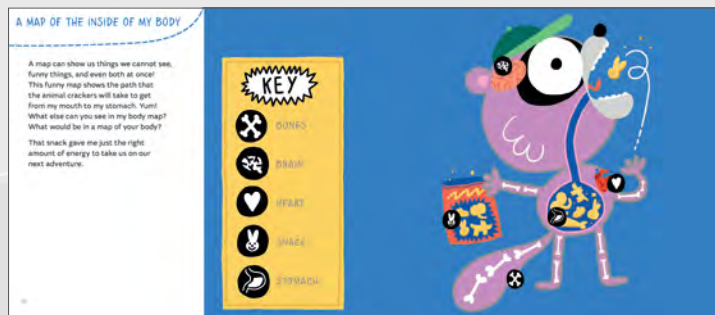 A MAP OF THE INSIDE OF MY BODY
A map can show us things we cannot see,
funny things, and even both at once!
This funny map shows the path that
the animal crackers will take to get
from my mouth to my stomach. Yum!
What else can you see in my body map?
What would be in a map of your body?
That snack gave me just the right
amount of energy to take us on our
next adventure.
KEY
BONES
BRAIN
HEART
SNACK
STOMACH